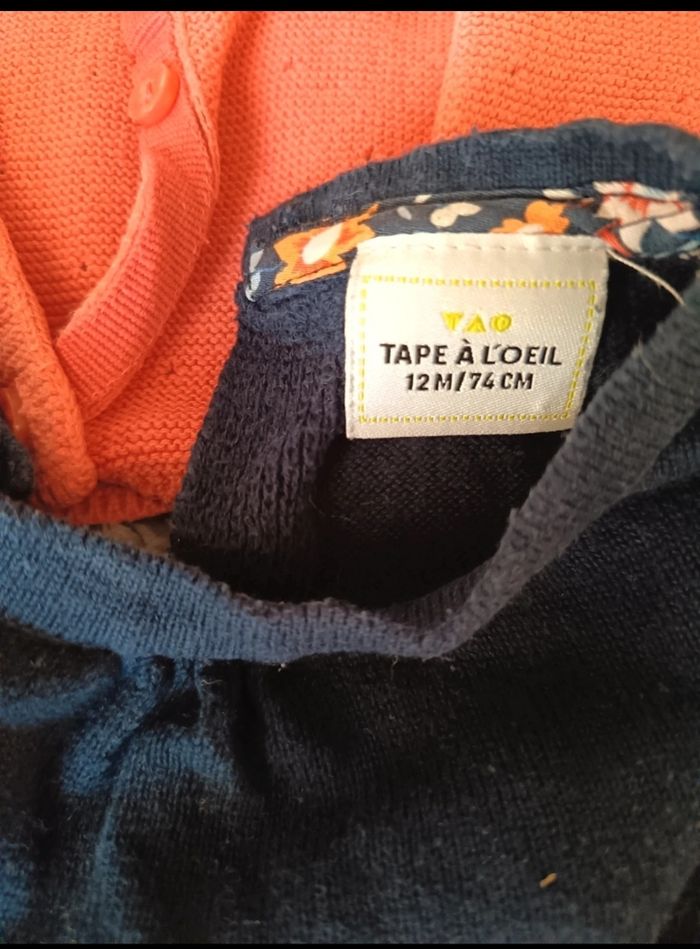 TAO
TAPE À L'OEIL
12M/74CM